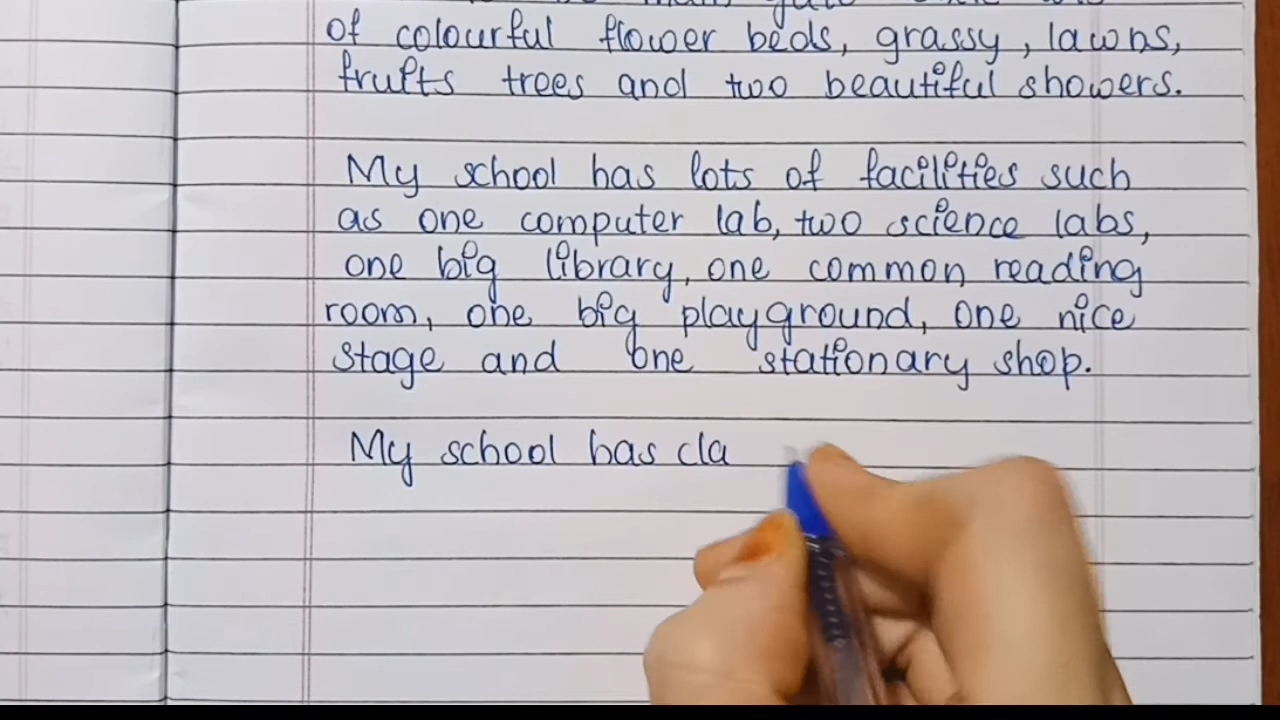 of colourful flower beds, grassy, lawns,
fruits trees and two beautiful showers.
My school has lots of facilities such
as one computer lab, two science labs,
one big library, one common reading
room, one big playground, one nice
stage and one stationary shop.
My school has cla